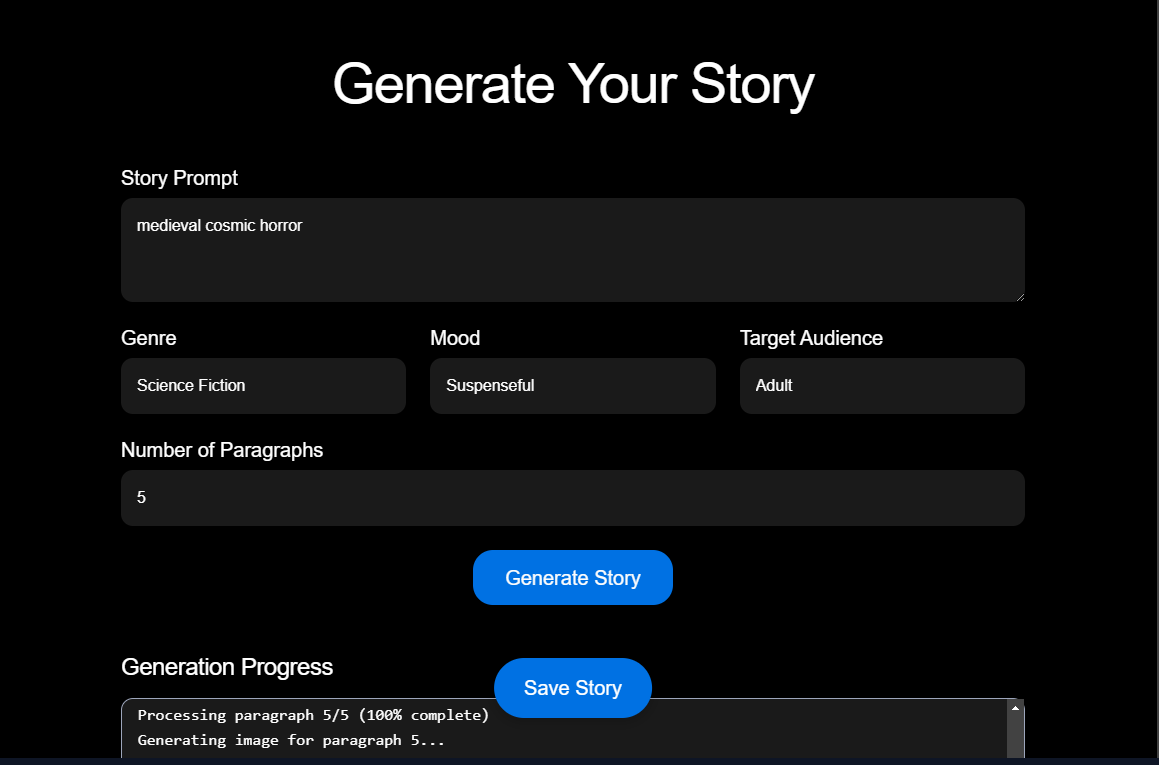 Generate Your Story
Story Prompt
medieval cosmic horror
Genre
Mood
Target Audience
Science Fiction
Suspenseful
Adult
Number of Paragraphs
5
Generate Story
Generation Progress
Save Story
Processing paragraph 5/5 (100% complete)
Generating image for paragraph 5...